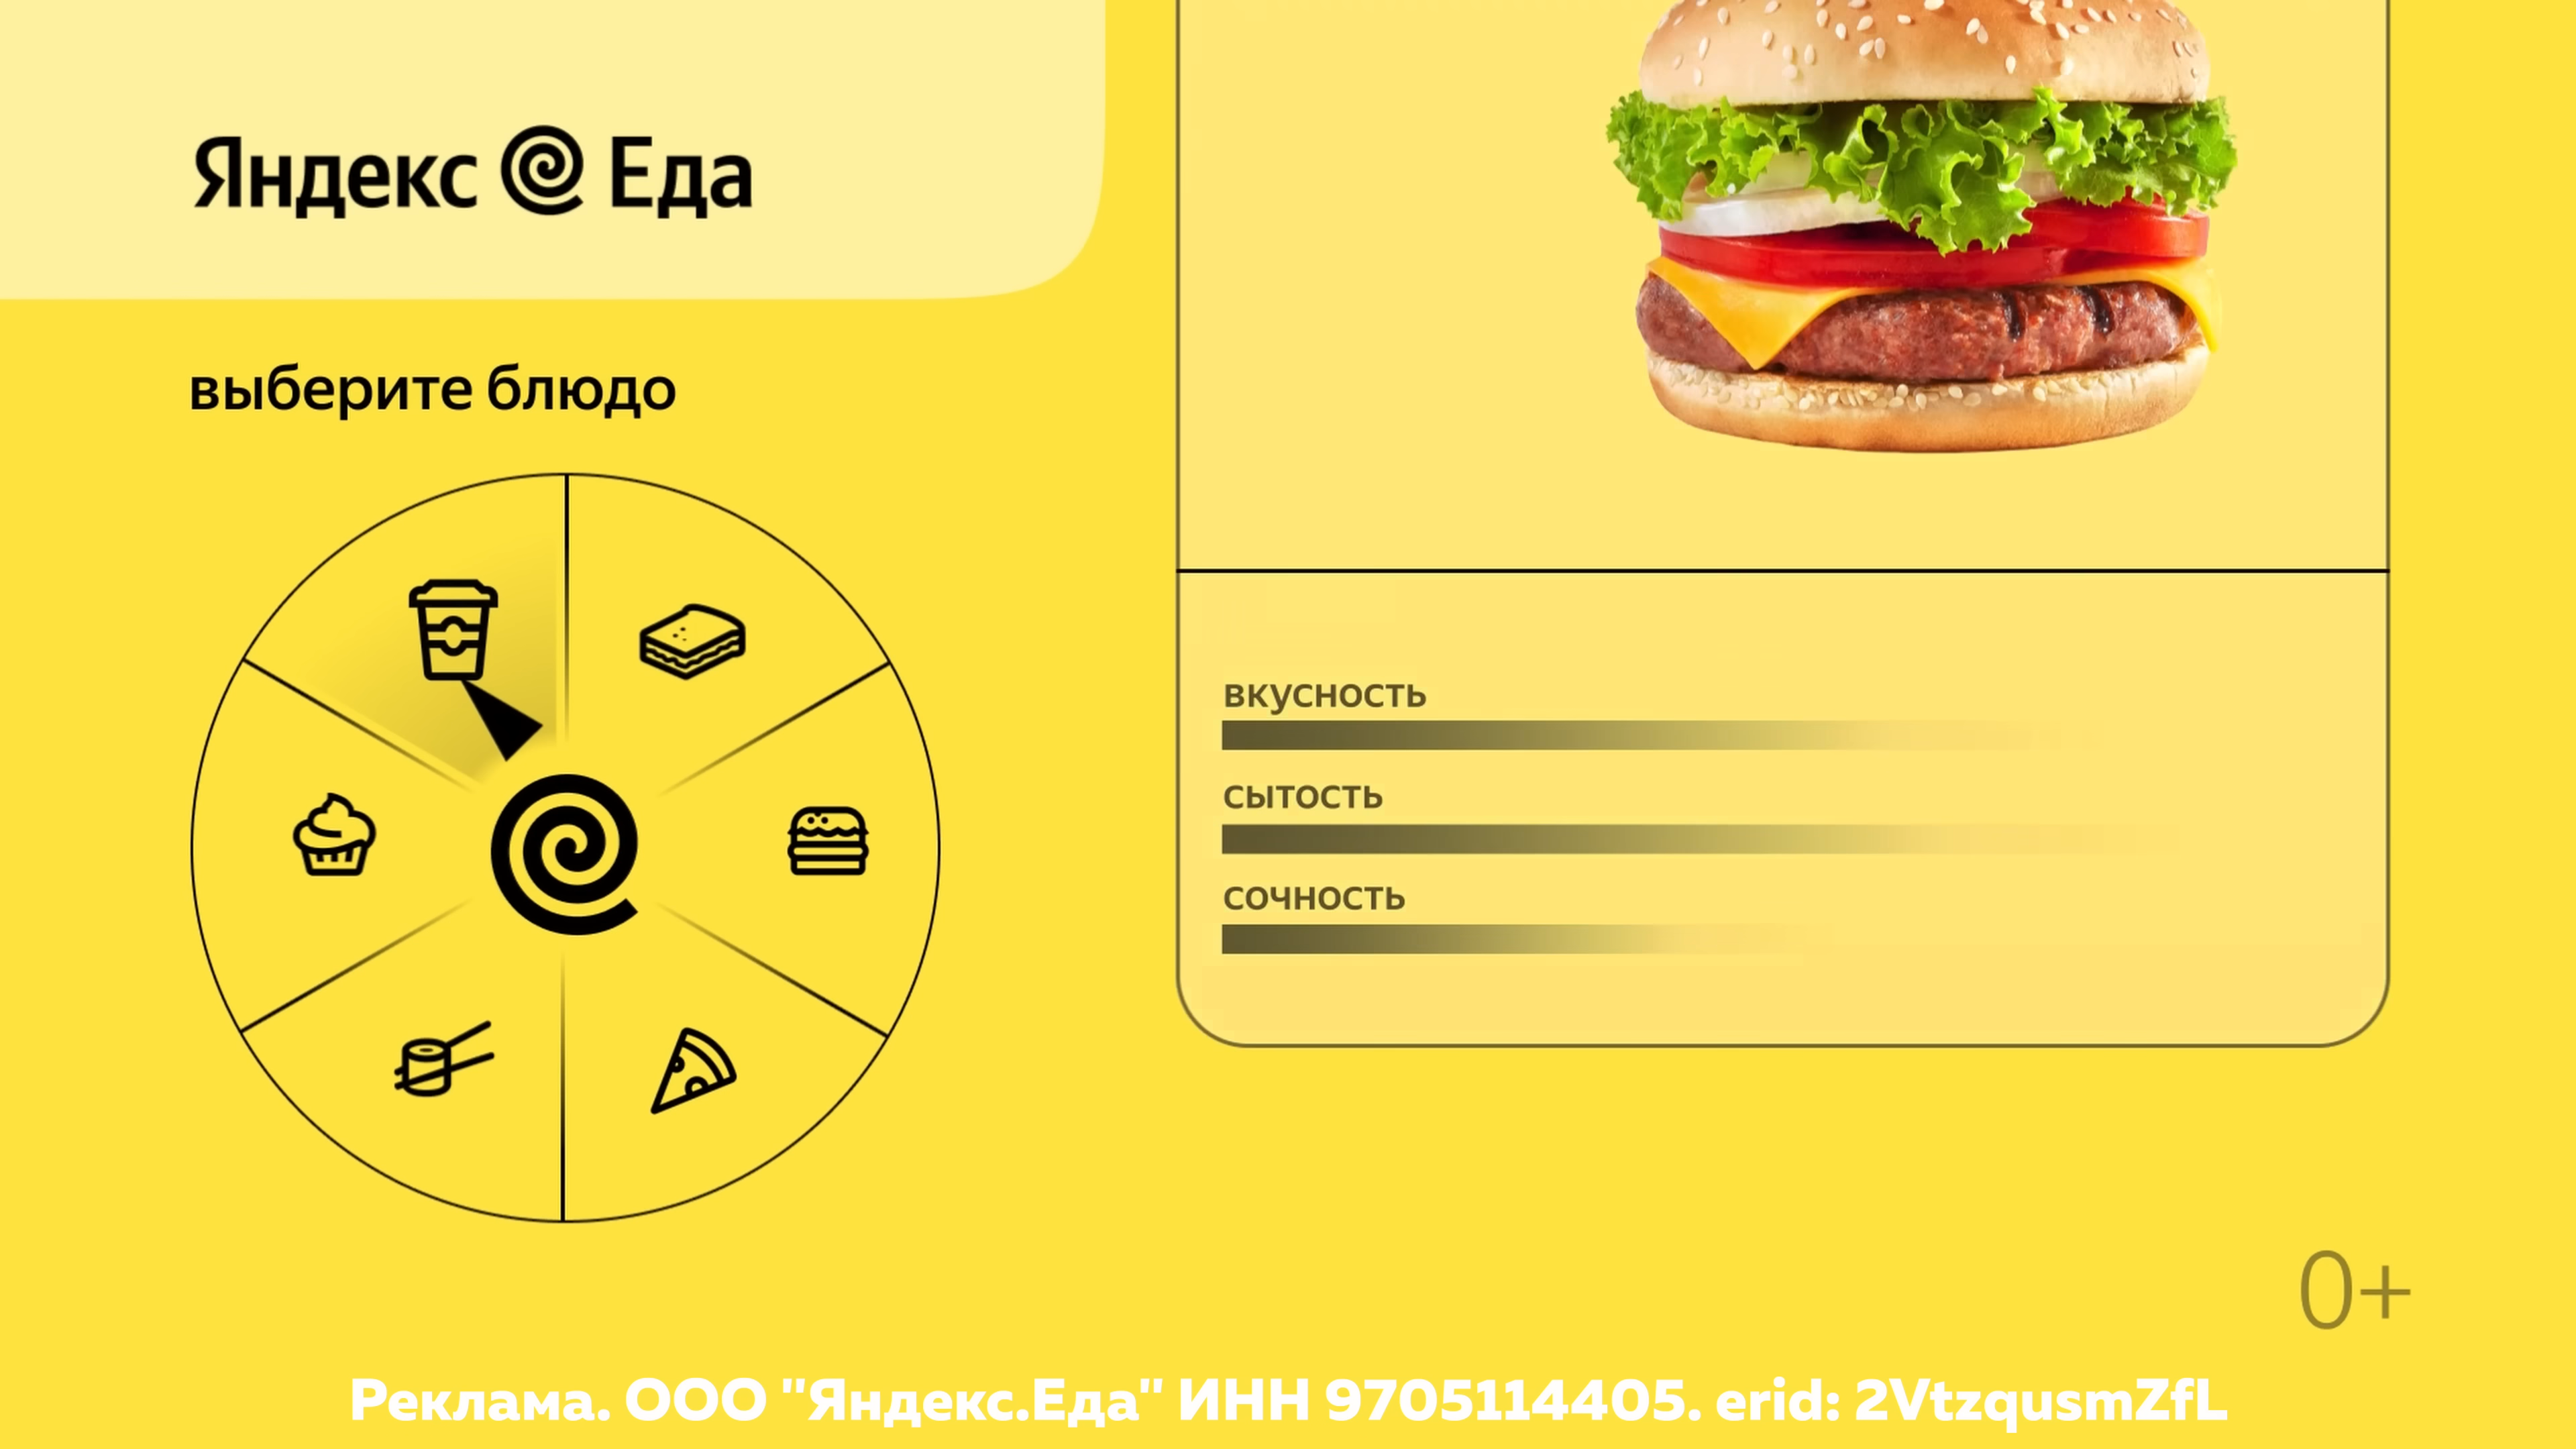 Яндекс Еда
выберите блюдо
вкусность
сытость
сочность
0+
Реклама. ООО "Яндекс.Еда" ИНН 9705114405. erid: 2VtzqusmZfL